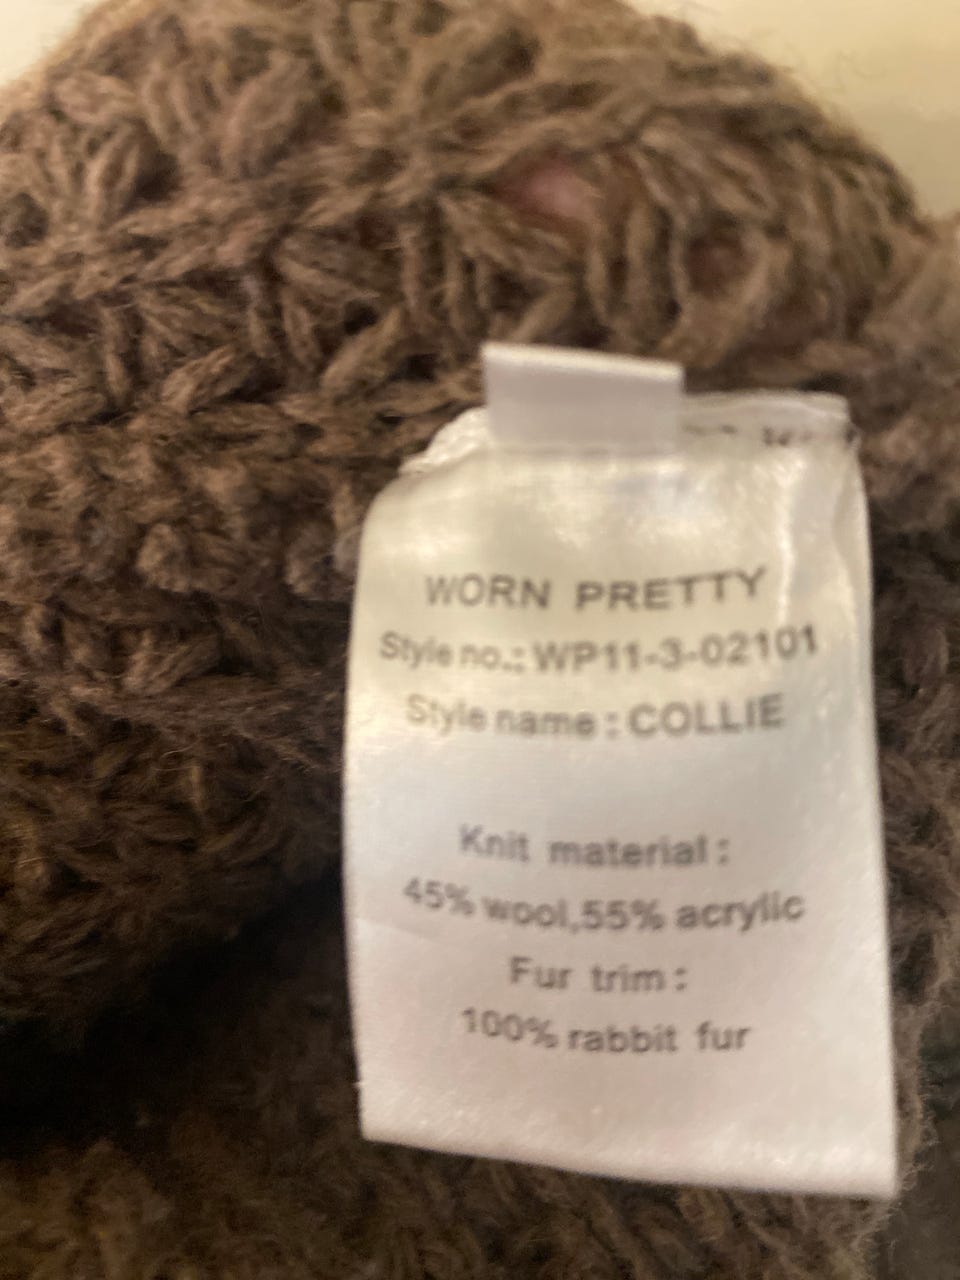 WORN PRETTY
Style no.: WP11-3-02101
Style name : COLLIE
Knit material :
45% wool,55% acrylic
Fur trim :
100% rabbit fur